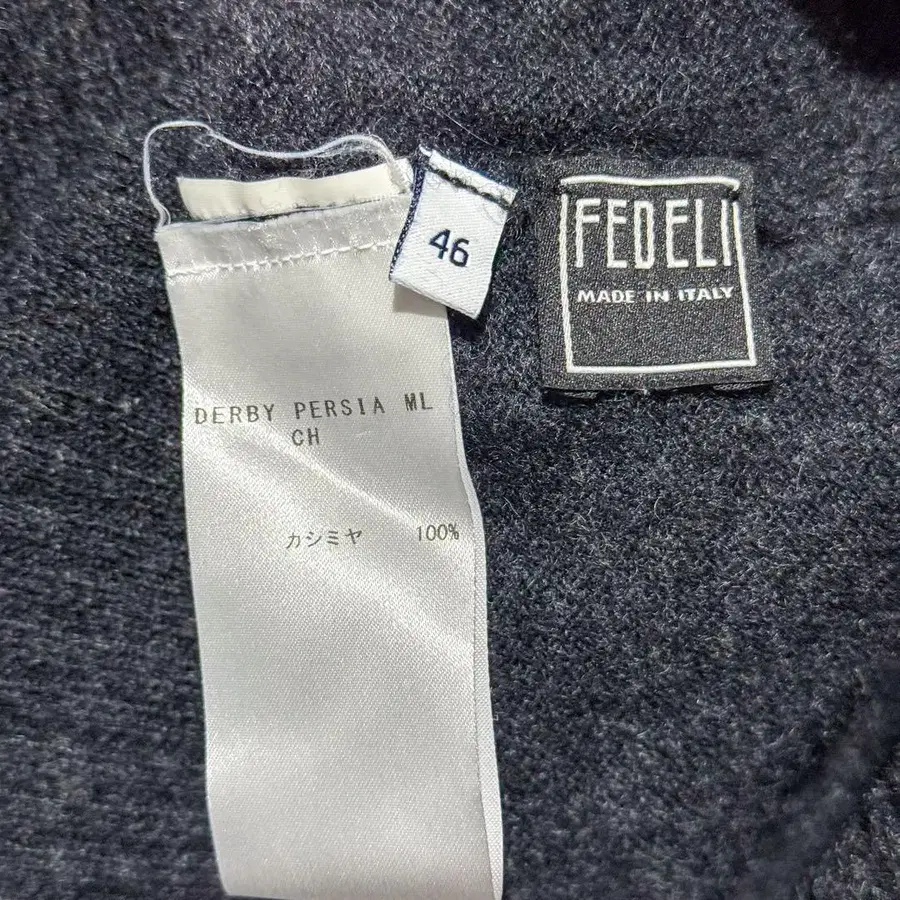 46
FEDELI
MADE IN ITALY
DERBY PERSIA ML
CH
カシミヤ 100%